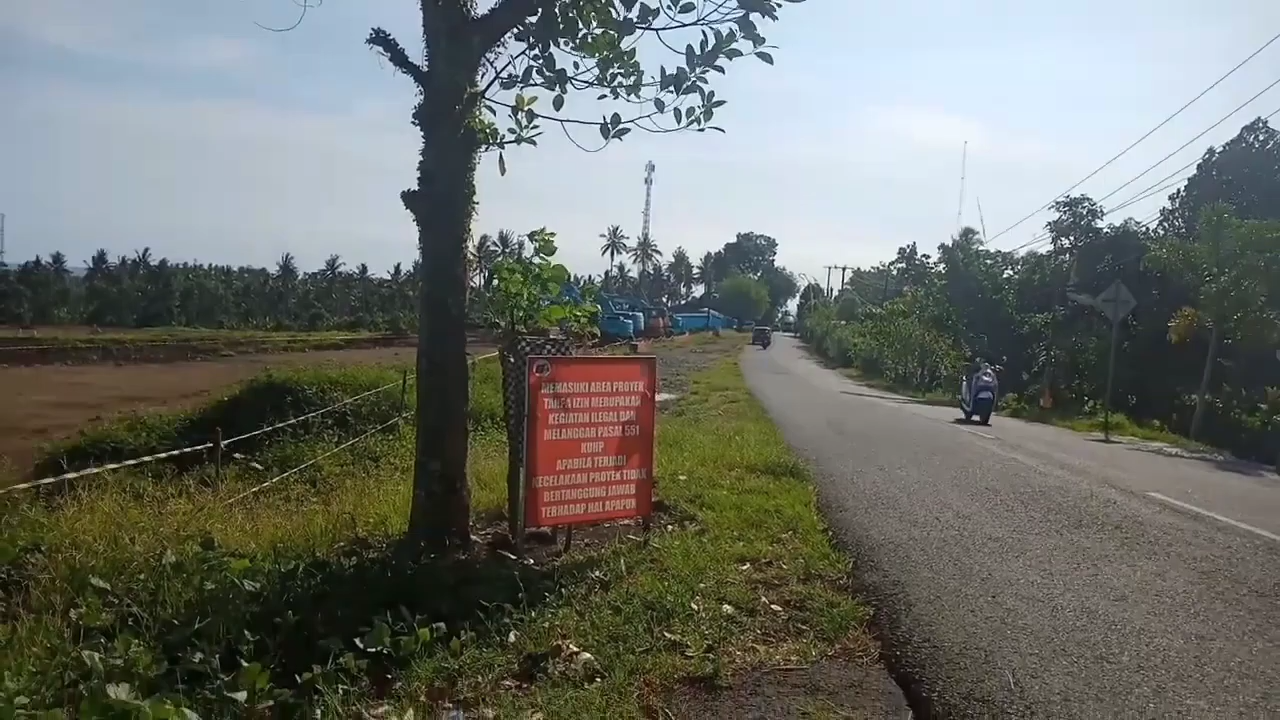 MEMASUKI AREA PROYEK
TANPA IZIN MERUPAKAN
KEGIATAN ILEGAL DAN
MELANGGAR PASAL 551
KUHP
APABILA TERJADI
KECELAKAAN PROYEK TIDAK
BERTANGGUNG JAWAB
TERHADAP HAL APAPUN